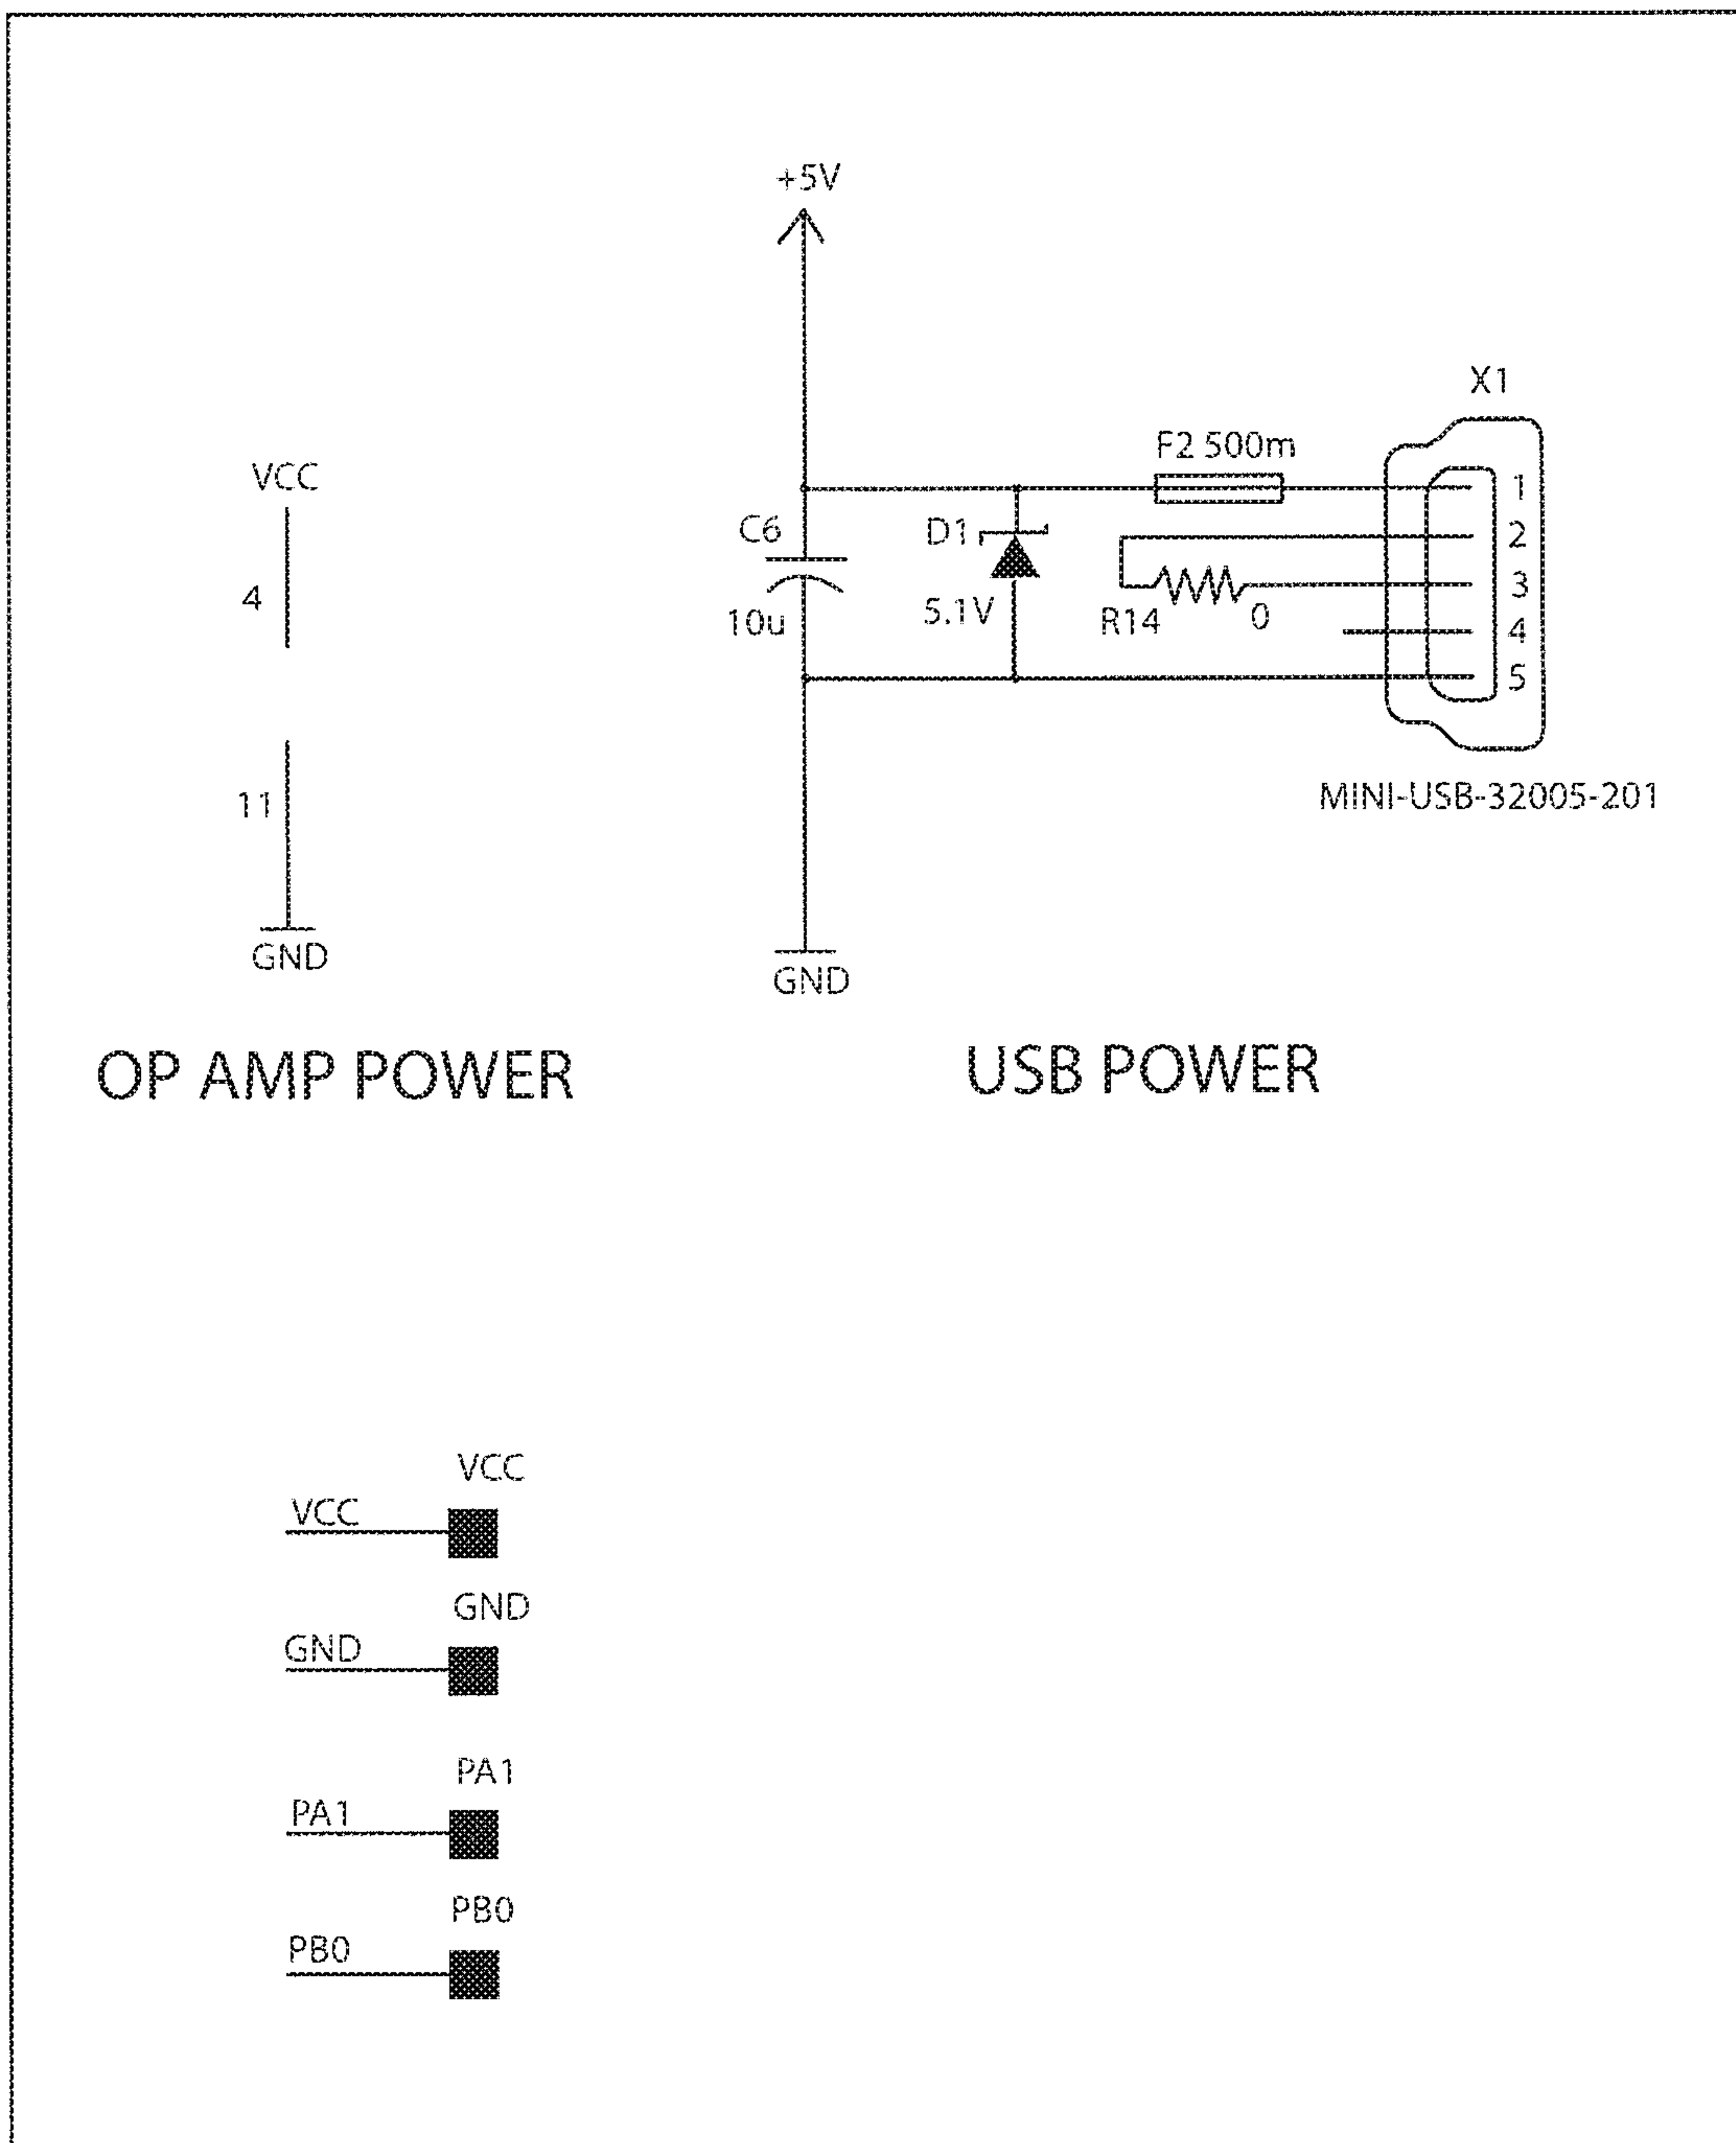 +5V
X1
F2 500m
1
VCC
C6
D1
2
4
10u
5.1V
R14
0
3
4
5
11
MINI-USB-32005-201
GND
GND
OP AMP POWER
USB POWER
VCC
VCC
GND
GND
PA1
PA1
PB0
PB0